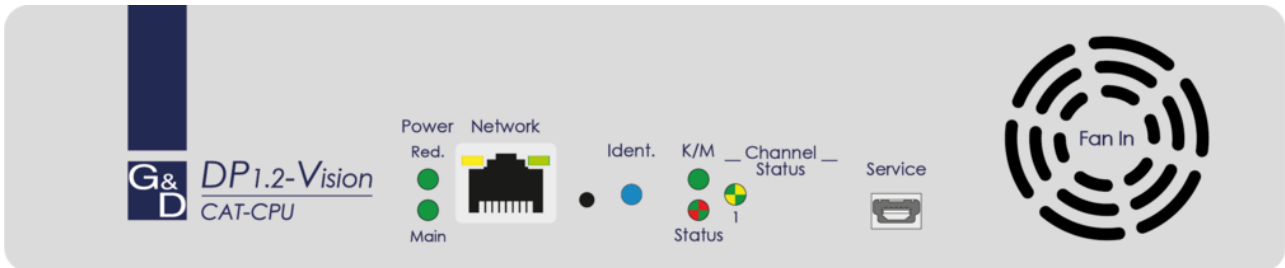 G&D
DP1.2-Vision
CAT-CPU
Power
Red.
Main
Network
Ident.
K/M
Status
Channel
Status
1
Service
Fan In